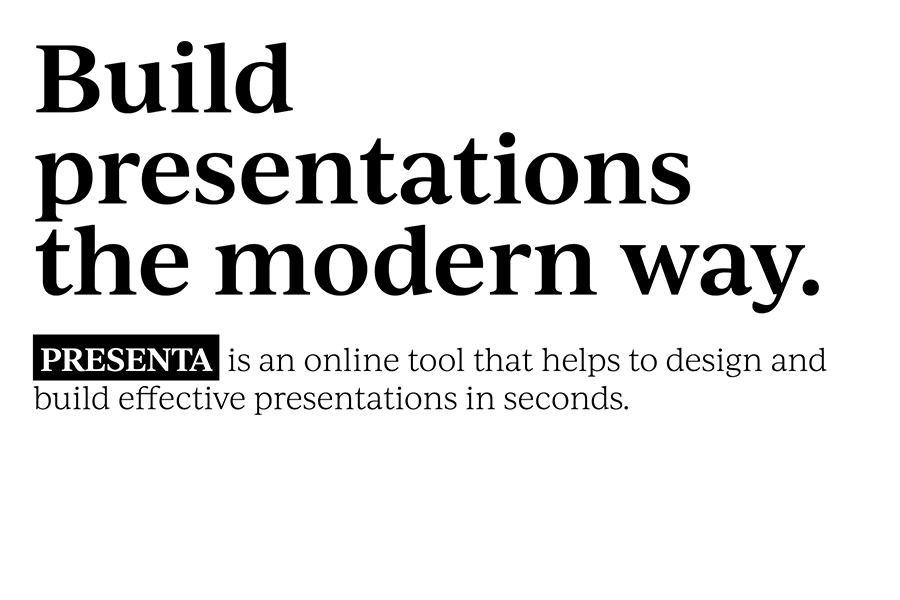 Build
presentations
the modern way.
PRESENTA is an online tool that helps to design and
build effective presentations in seconds.